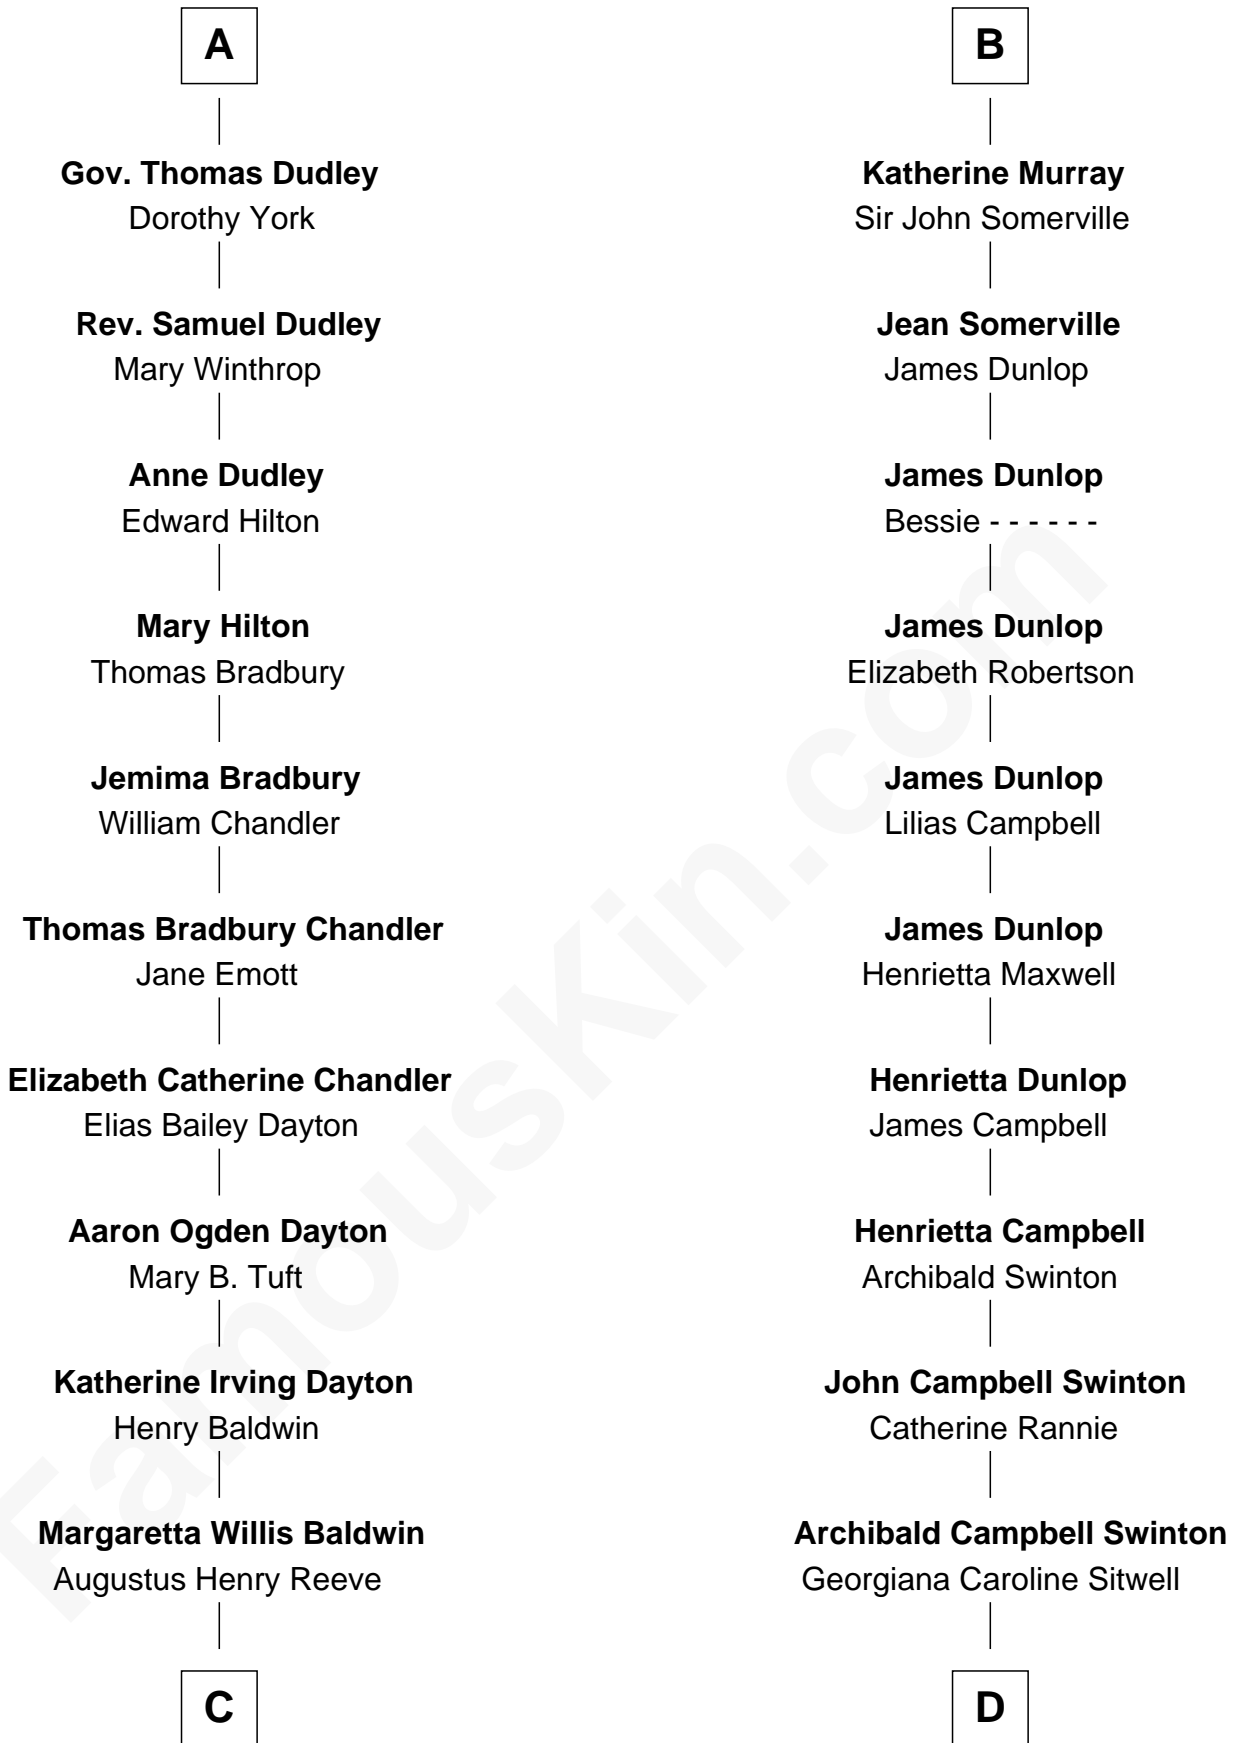 A
Gov. Thomas Dudley
Dorothy York
Rev. Samuel Dudley
Mary Winthrop
Anne Dudley
Edward Hilton
Mary Hilton
Thomas Bradbury
Jemima Bradbury
William Chandler
Thomas Bradbury Chandler
Jane Emott
Elizabeth Catherine Chandler
Elias Bailey Dayton
Aaron Ogden Dayton
Mary B. Tuft
Katherine Irving Dayton
Henry Baldwin
Margaretta Willis Baldwin
Augustus Henry Reeve
C
B
Katherine Murray
Sir John Somerville
Jean Somerville
James Dunlop
James Dunlop
Bessie - - - - - -
James Dunlop
Elizabeth Robertson
James Dunlop
Lilias Campbell
James Dunlop
Henrietta Maxwell
Henrietta Dunlop
James Campbell
Henrietta Campbell
Archibald Swinton
John Campbell Swinton
Catherine Rannie
Archibald Campbell Swinton
Georgiana Caroline Sitwell
D
FamousKin.com